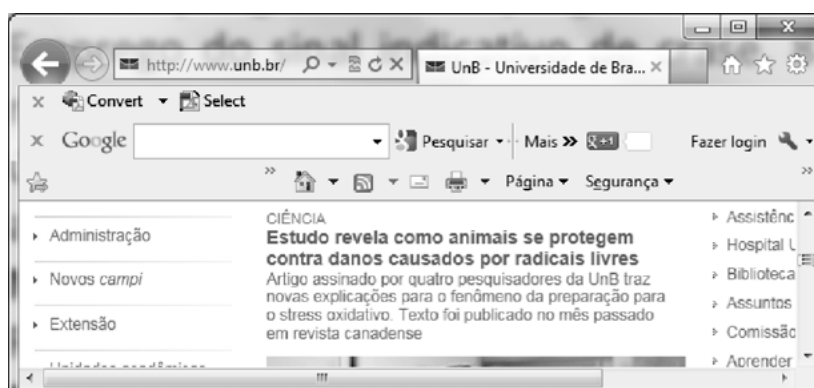 http://www.unb.br/
UnB - Universidade de Bra...
Convert Select
Google Pesquisar Mais >> g +1 Fazer login
Página Segurança
CIÊNCIA
Estudo revela como animais se protegem
contra danos causados por radicais livres
Artigo assinado por quatro pesquisadores da UnB traz
novas explicações para o fenômeno da preparação para
o stress oxidativo. Texto foi publicado no mês passado
em revista canadense
Administração
Novos campi
Extensão
Assistênc
Hospital U
Biblioteca
Assuntos
Comissão
Aprender